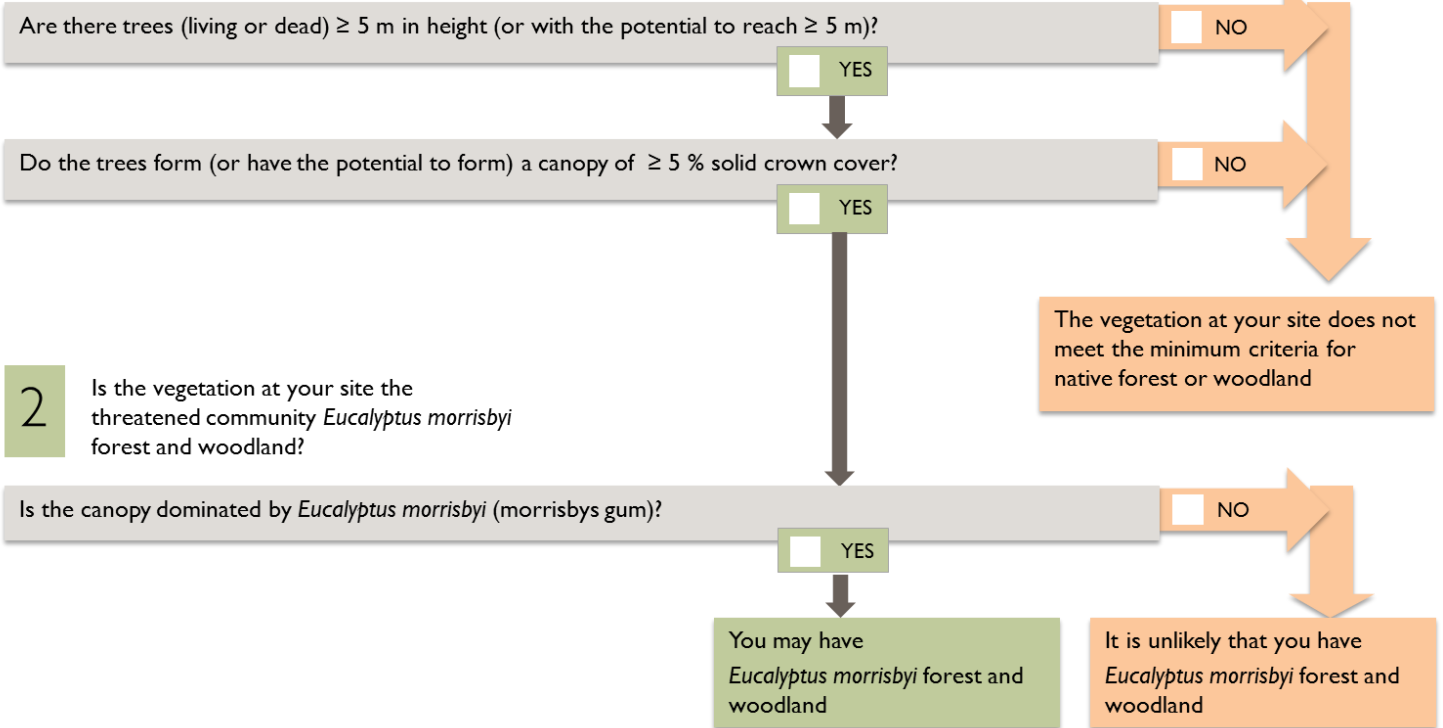 Are there trees (living or dead) ≥ 5 m in height (or with the potential to reach ≥ 5 m)?
NO
YES
Do the trees form (or have the potential to form) a canopy of ≥ 5 % solid crown cover?
NO
YES
The vegetation at your site does not
meet the minimum criteria for
native forest or woodland
2
Is the vegetation at your site the
threatened community Eucalyptus morrisbyi
forest and woodland?
Is the canopy dominated by Eucalyptus morrisbyi (morrisbys gum)?
NO
YES
You may have
Eucalyptus morrisbyi forest and
woodland
It is unlikely that you have
Eucalyptus morrisbyi forest and
woodland